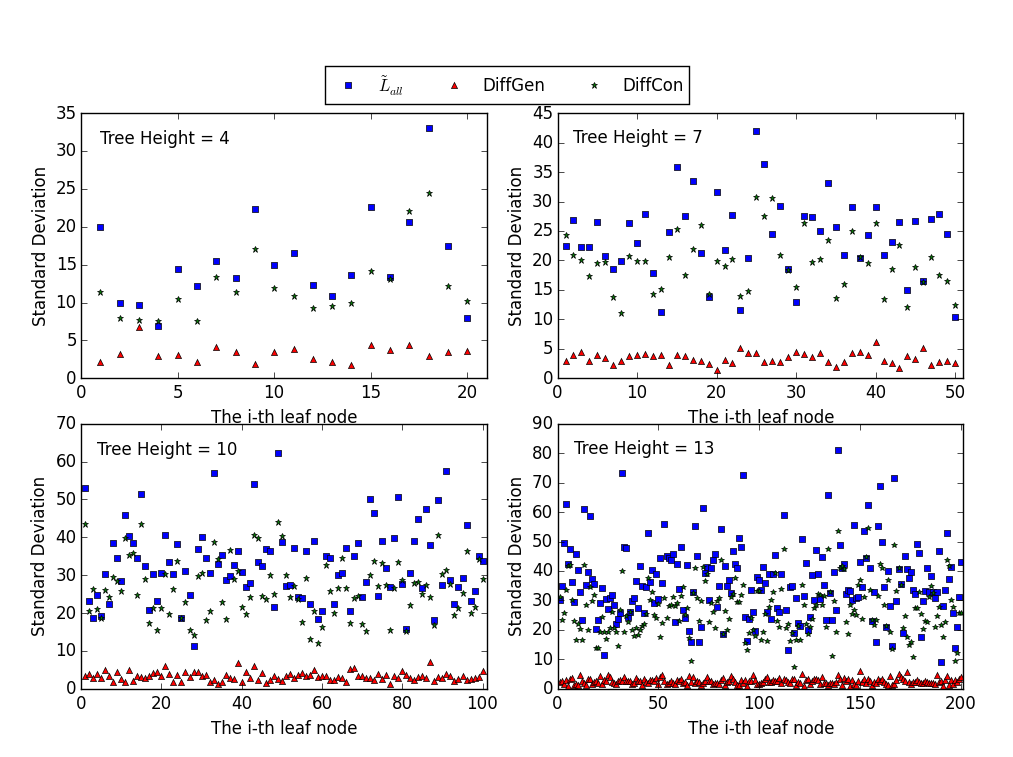 L̃all DiffGen DiffCon
Tree Height = 4
Standard Deviation
35
30
25
20
15
10
5
0
0 5 10 15 20
The i-th leaf node
Tree Height = 7
Standard Deviation
45
40
35
30
25
20
15
10
5
0
0 10 20 30 40 50
The i-th leaf node
Tree Height = 10
Standard Deviation
70
60
50
40
30
20
10
0
0 20 40 60 80 100
The i-th leaf node
Tree Height = 13
Standard Deviation
90
80
70
60
50
40
30
20
10
0
0 50 100 150 200
The i-th leaf node